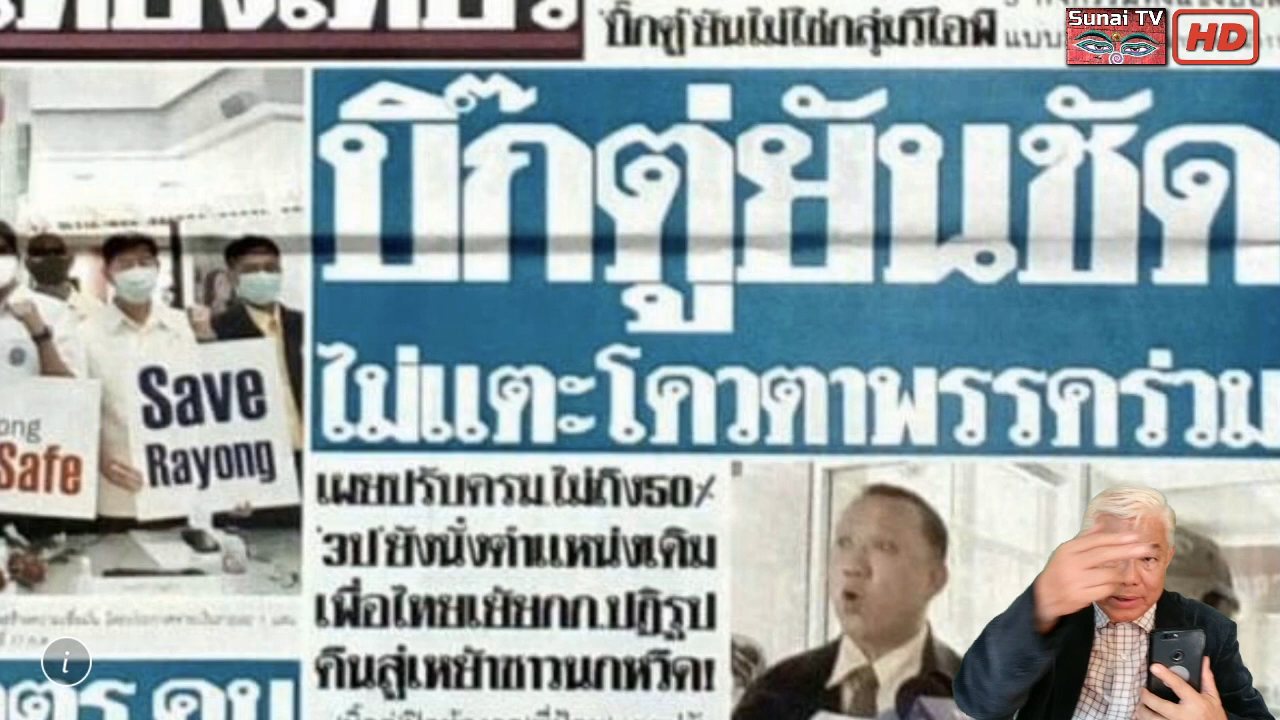 'บิ๊กตู่'ยันไม่ใช่กลุ่มวีไอพี
Sunai TV
HD
บิ๊กตู่ยันชัด
ไม่แตะโควตาพรรคร่วม
Save
Rayong
Safe
เผยปรับครม.ไม่ถึง50%
'3ป'ยังนั่งตำแหน่งเดิม
เพื่อไทยเย้ยกก.ปฏิรูป
คืนสู่เหย้าชาวนกหวีด!
i